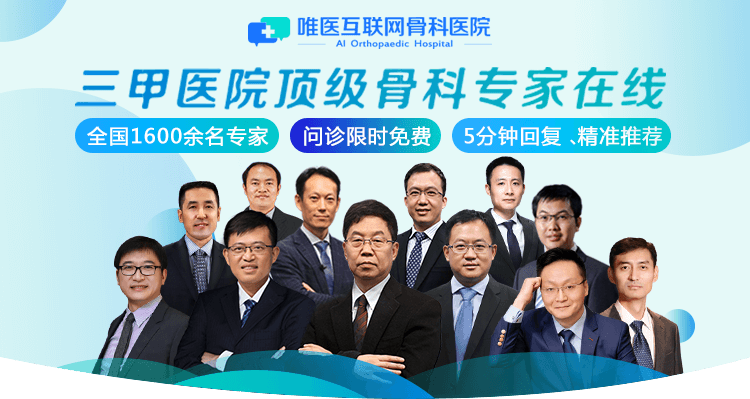 唯医互联网骨科医院
AI Orthopaedic Hospital
三甲医院顶级骨科专家在线
全国1600余名专家
问诊限时免费
5分钟回复、精准推荐